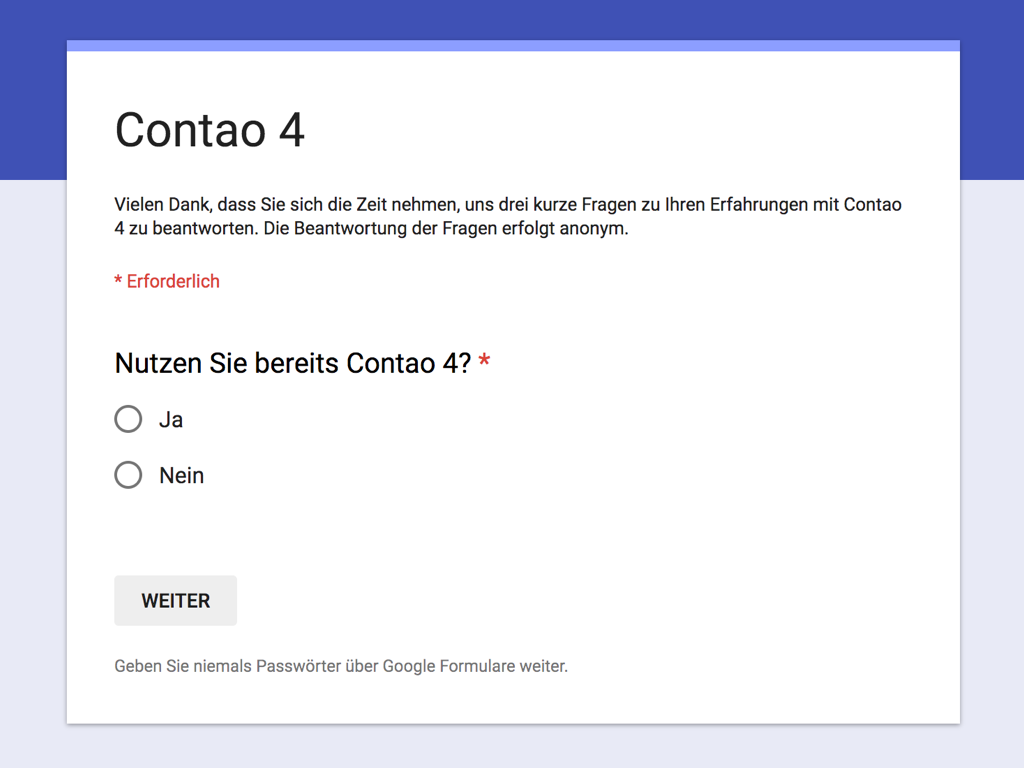 Contao 4
Vielen Dank, dass Sie sich die Zeit nehmen, uns drei kurze Fragen zu Ihren Erfahrungen mit Contao
4 zu beantworten. Die Beantwortung der Fragen erfolgt anonym.
* Erforderlich
Nutzen Sie bereits Contao 4? *
Ja
Nein
WEITER
Geben Sie niemals Passwörter über Google Formulare weiter.